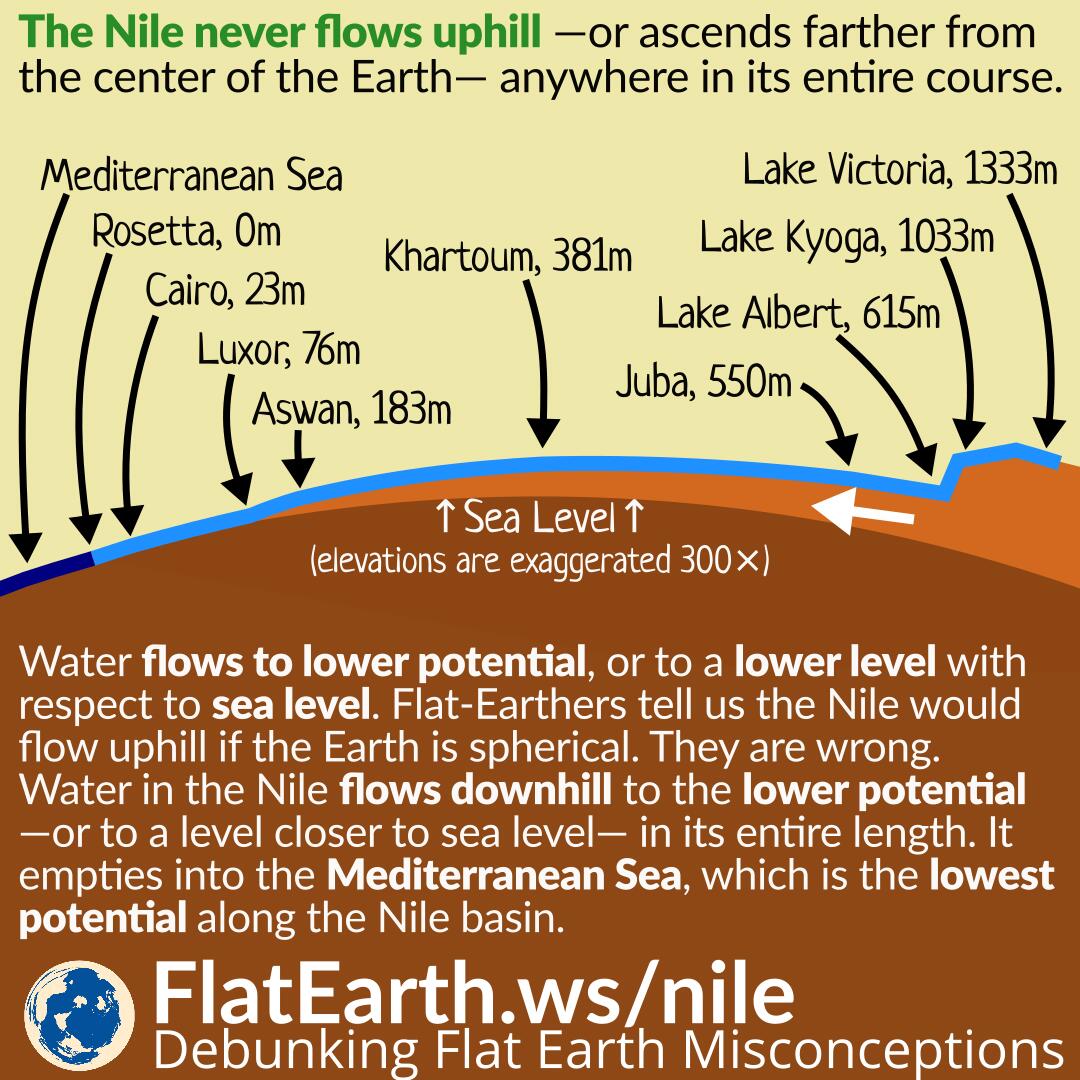 The Nile never flows uphill —or ascends farther from
the center of the Earth— anywhere in its entire course.
Mediterranean Sea
Rosetta, 0m
Cairo, 23m
Luxor, 76m
Aswan, 183m
Khartoum, 381m
Lake Victoria, 1333m
Lake Kyoga, 1033m
Lake Albert, 615m
Juba, 550m
↑Sea Level↑
(elevations are exaggerated 300×)
Water flows to lower potential, or to a lower level with
respect to sea level. Flat-Earthers tell us the Nile would
flow uphill if the Earth is spherical. They are wrong.
Water in the Nile flows downhill to the lower potential
—or to a level closer to sea level— in its entire length. It
empties into the Mediterranean Sea, which is the lowest
potential along the Nile basin.
FlatEarth.ws/nile
Debunking Flat Earth Misconceptions